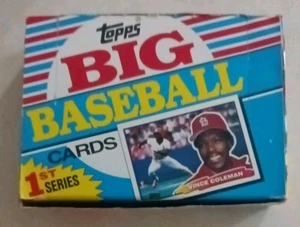 topps
BIG
BASEBALL
CARDS
1ST
SERIES
VINCE COLEMAN